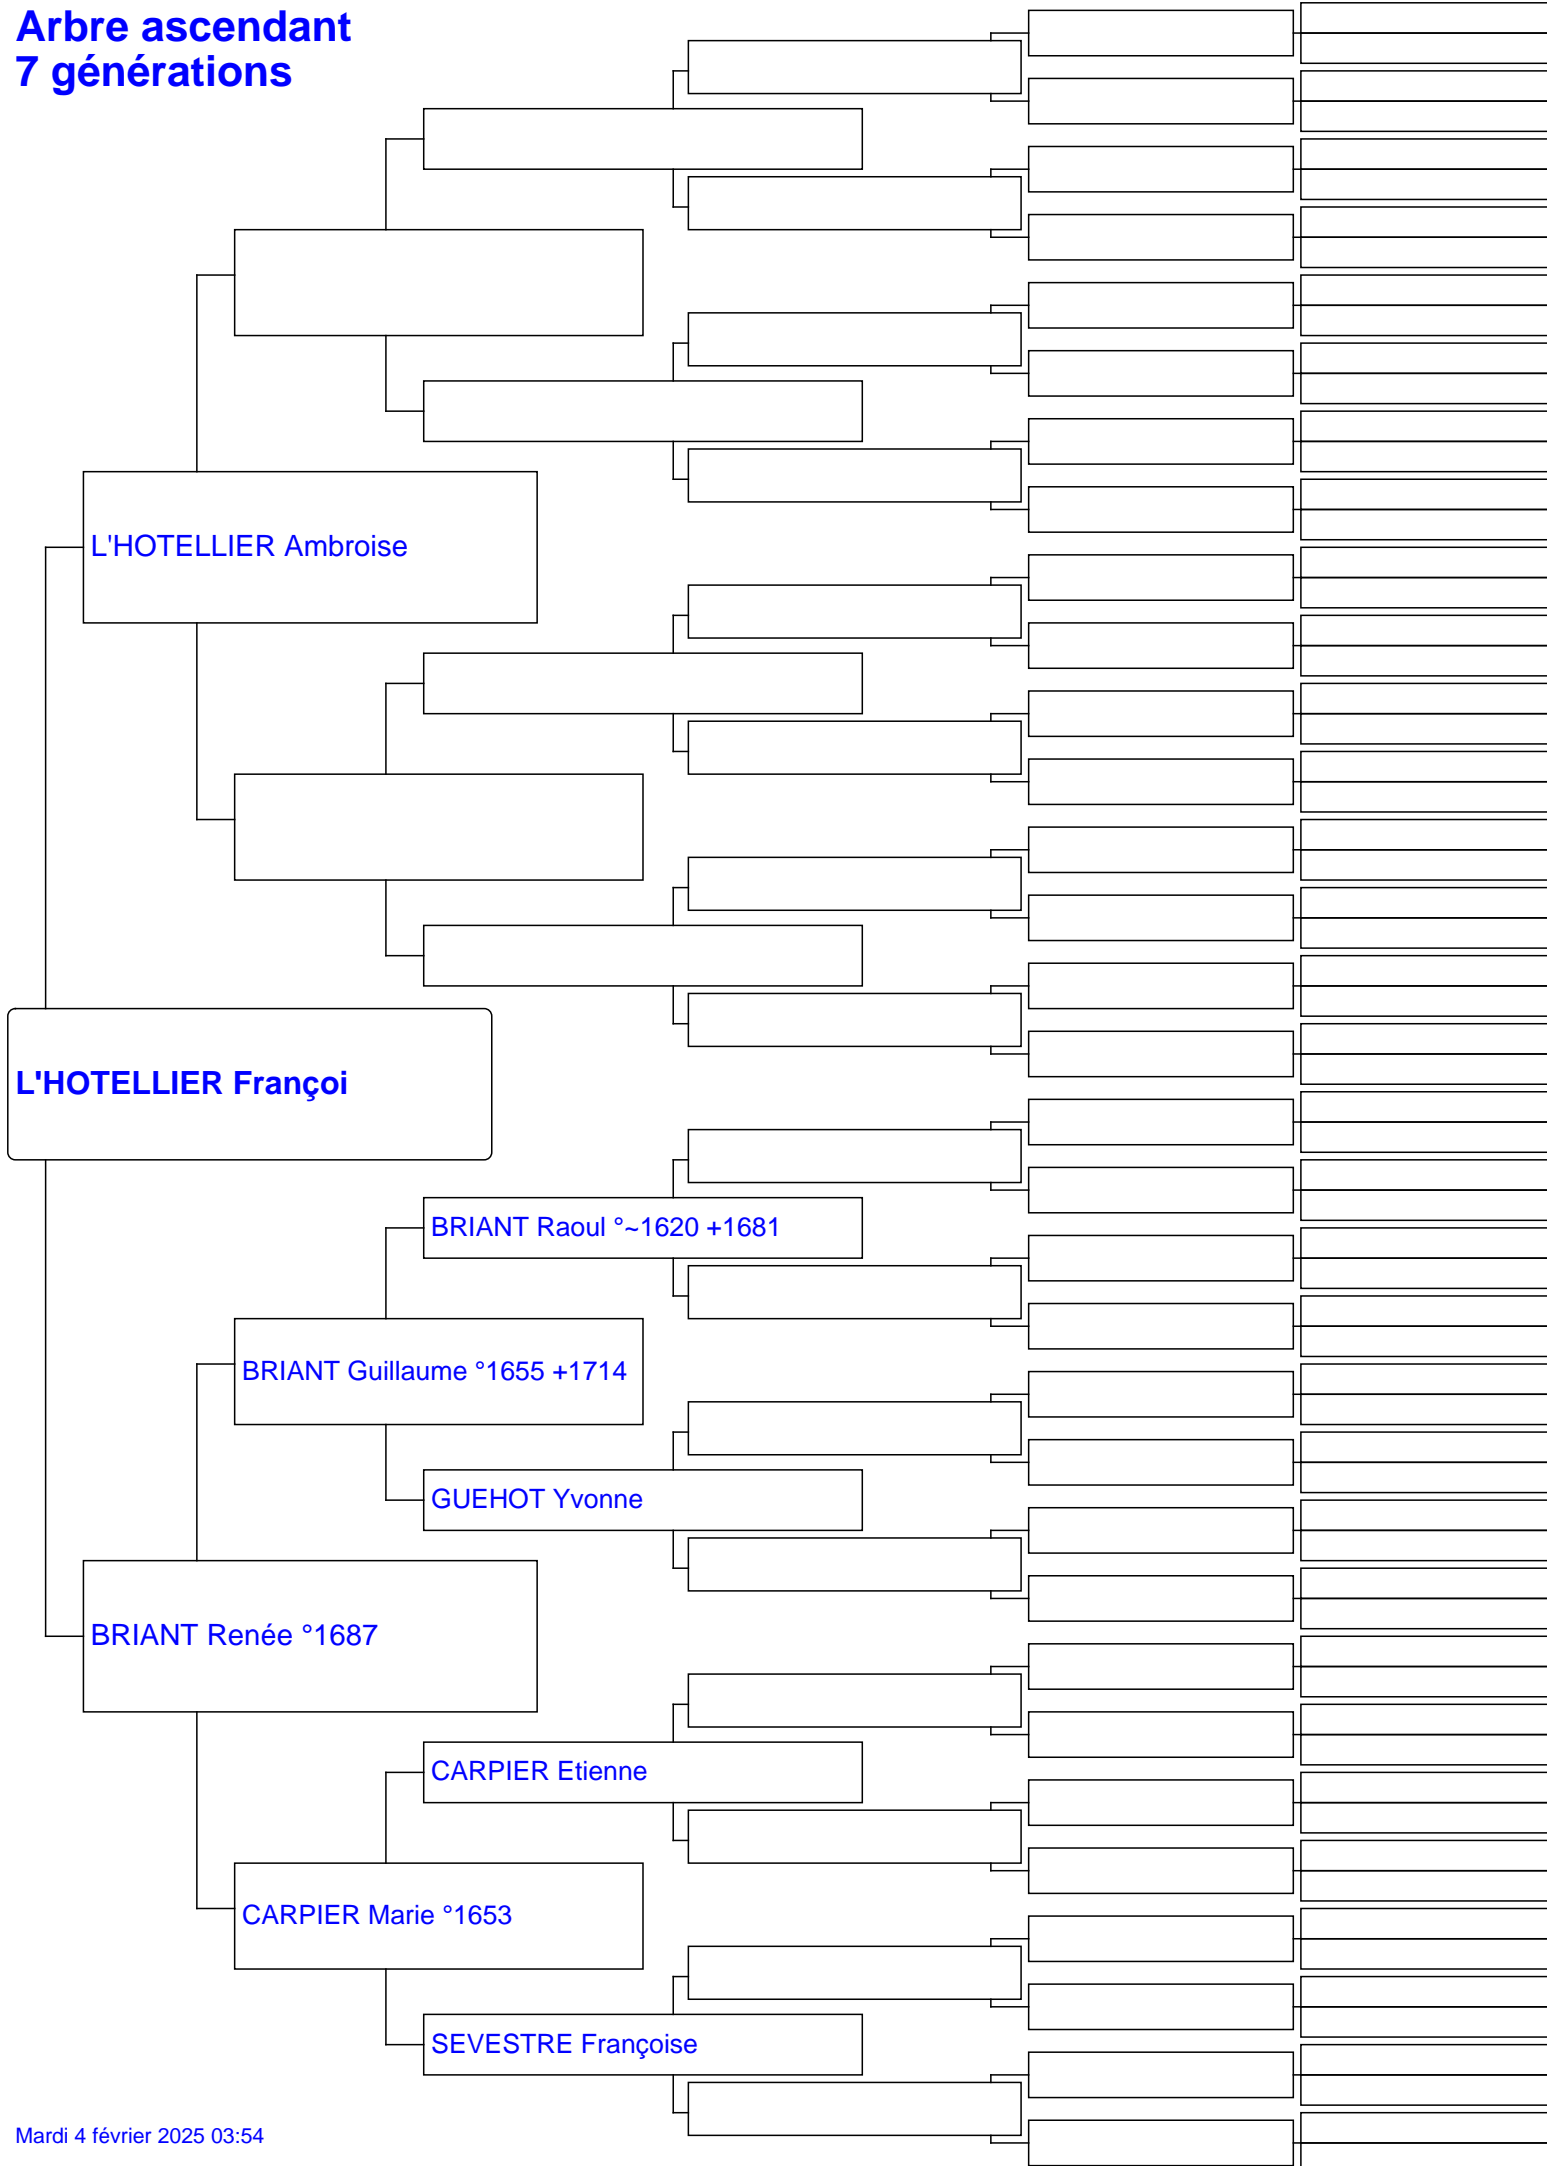 Arbre ascendant
7 générations
L'HOTELLIER Ambroise
L'HOTELLIER Françoi
BRIANT Raoul °~1620 +1681
BRIANT Guillaume °1655 +1714
GUEHOT Yvonne
BRIANT Renée °1687
CARPIER Etienne
CARPIER Marie °1653
SEVESTRE Françoise
Mardi 4 février 2025 03:54